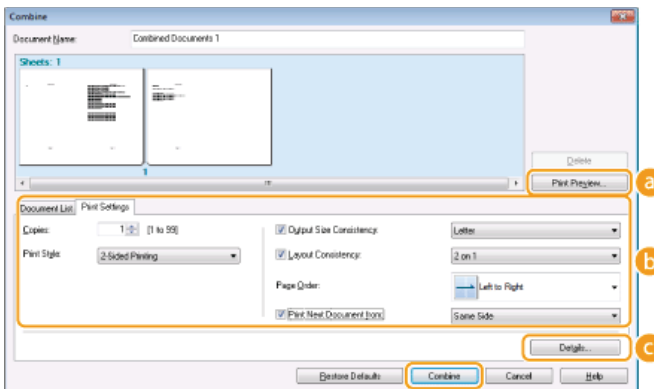 Combine
Document Name: Combined Documents 1
Sheets: 1
1
Delete
Print Preview... a
Document List Print Settings
Copies: 1 [1 to 99] Output Size Consistency: Letter
Print Style: 2-Sided Printing Layout Consistency: 2 on 1
b
Page Order: Left to Right
Print Next Document from: Same Side
Details... c
Restore Defaults Combine Cancel Help